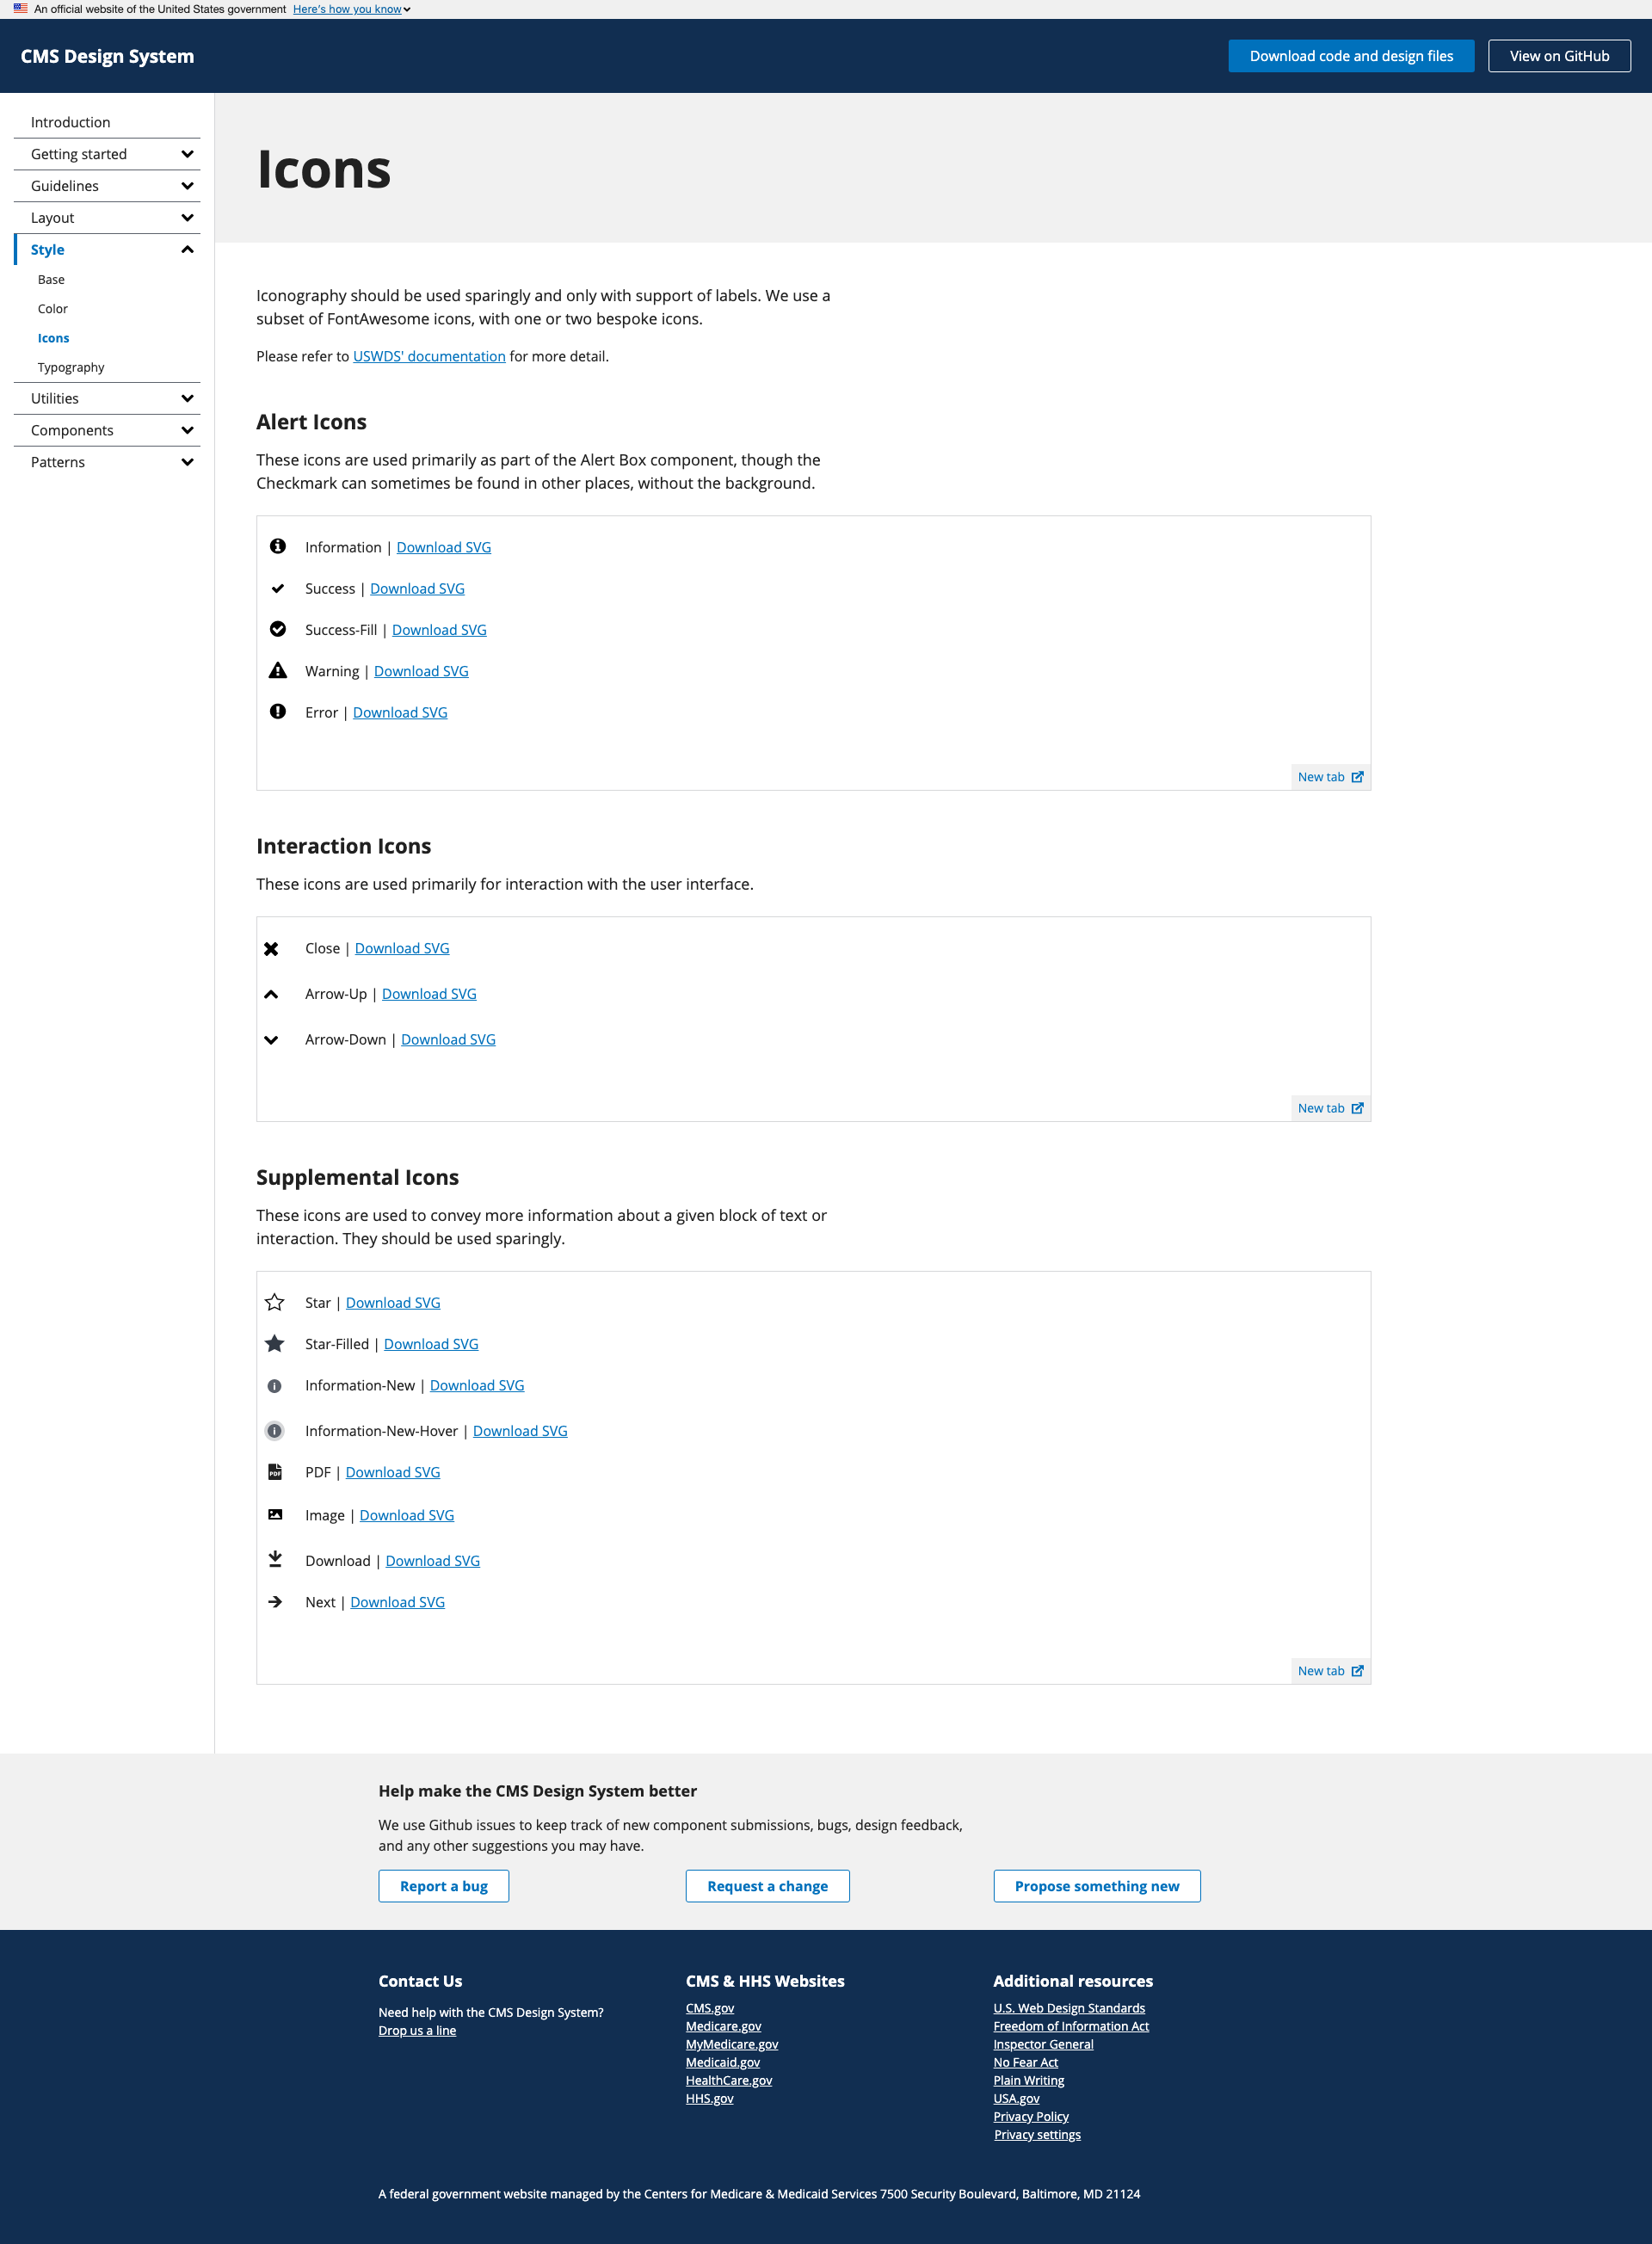 An official website of the United States government Here's how you know
CMS Design System
Download code and design files
View on GitHub
Introduction
Getting started
Guidelines
Layout
Style
Base
Color
Icons
Typography
Utilities
Components
Patterns
Icons
Iconography should be used sparingly and only with support of labels. We use a
subset of FontAwesome icons, with one or two bespoke icons.
Please refer to USWDS' documentation for more detail.
Alert Icons
These icons are used primarily as part of the Alert Box component, though the
Checkmark can sometimes be found in other places, without the background.
Information | Download SVG
Success | Download SVG
Success-Fill | Download SVG
Warning | Download SVG
Error | Download SVG
New tab
Interaction Icons
These icons are used primarily for interaction with the user interface.
Close | Download SVG
Arrow-Up | Download SVG
Arrow-Down | Download SVG
New tab
Supplemental Icons
These icons are used to convey more information about a given block of text or
interaction. They should be used sparingly.
Star | Download SVG
Star-Filled | Download SVG
Information-New | Download SVG
Information-New-Hover | Download SVG
PDF | Download SVG
Image | Download SVG
Download | Download SVG
Next | Download SVG
New tab
Help make the CMS Design System better
We use Github issues to keep track of new component submissions, bugs, design feedback,
and any other suggestions you may have.
Report a bug
Request a change
Propose something new
Contact Us
Need help with the CMS Design System?
Drop us a line
CMS & HHS Websites
CMS.gov
Medicare.gov
MyMedicare.gov
Medicaid.gov
HealthCare.gov
HHS.gov
Additional resources
U.S. Web Design Standards
Freedom of Information Act
Inspector General
No Fear Act
Plain Writing
USA.gov
Privacy Policy
Privacy settings
A federal government website managed by the Centers for Medicare & Medicaid Services 7500 Security Boulevard, Baltimore, MD 21124